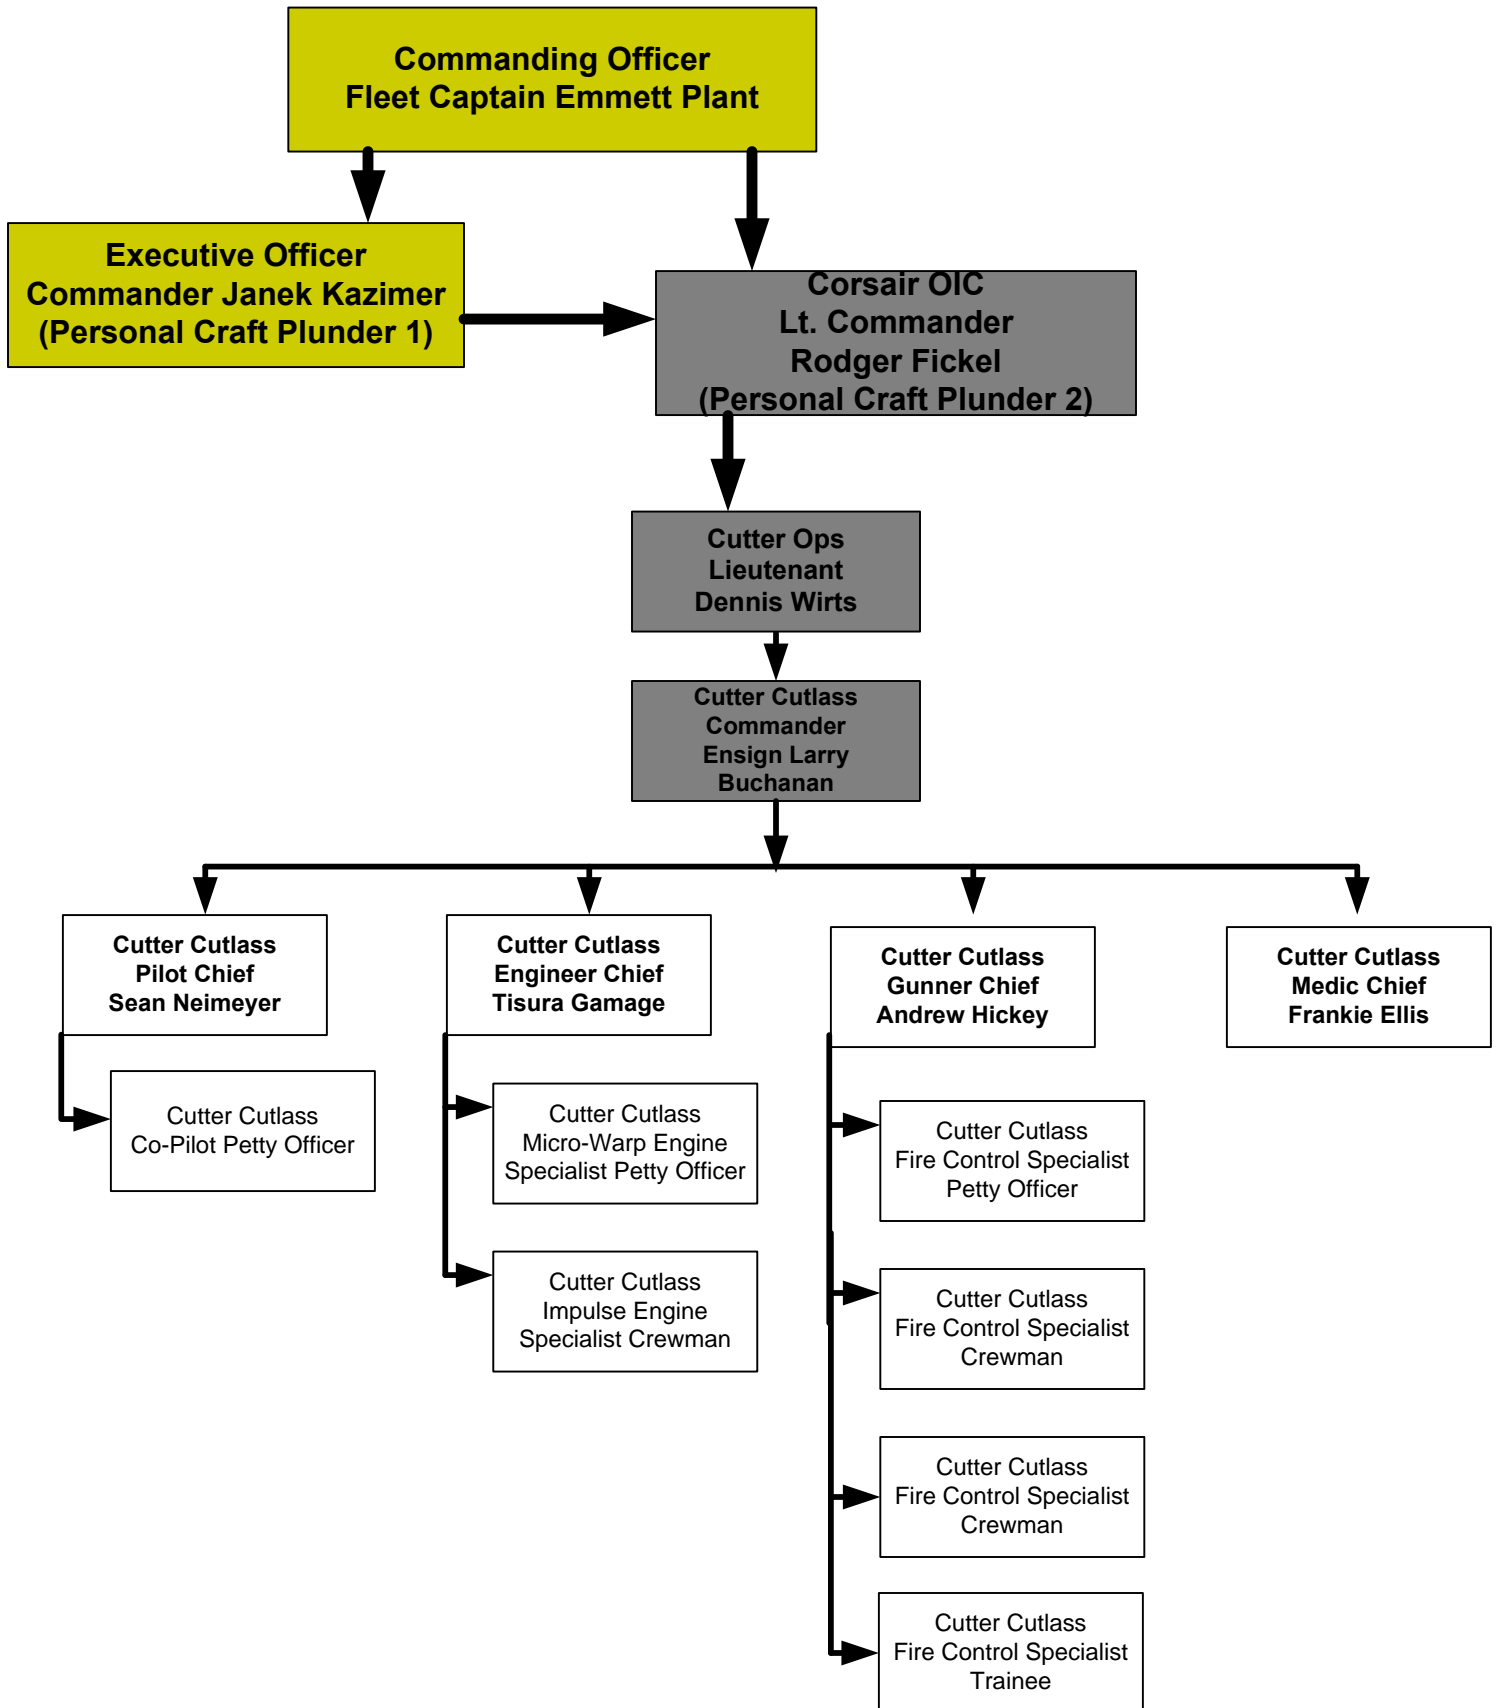 Commanding Officer
Fleet Captain Emmett Plant
Executive Officer
Commander Janek Kazimer
(Personal Craft Plunder 1)
Corsair OIC
Lt. Commander
Rodger Fickel
(Personal Craft Plunder 2)
Cutter Ops
Lieutenant
Dennis Wirts
Cutter Cutlass
Commander
Ensign Larry
Buchanan
Cutter Cutlass
Pilot Chief
Sean Neimeyer
Cutter Cutlass
Co-Pilot Petty Officer
Cutter Cutlass
Engineer Chief
Tisura Gamage
Cutter Cutlass
Micro-Warp Engine
Specialist Petty Officer
Cutter Cutlass
Impulse Engine
Specialist Crewman
Cutter Cutlass
Gunner Chief
Andrew Hickey
Cutter Cutlass
Fire Control Specialist
Petty Officer
Cutter Cutlass
Fire Control Specialist
Crewman
Cutter Cutlass
Fire Control Specialist
Crewman
Cutter Cutlass
Fire Control Specialist
Trainee
Cutter Cutlass
Medic Chief
Frankie Ellis